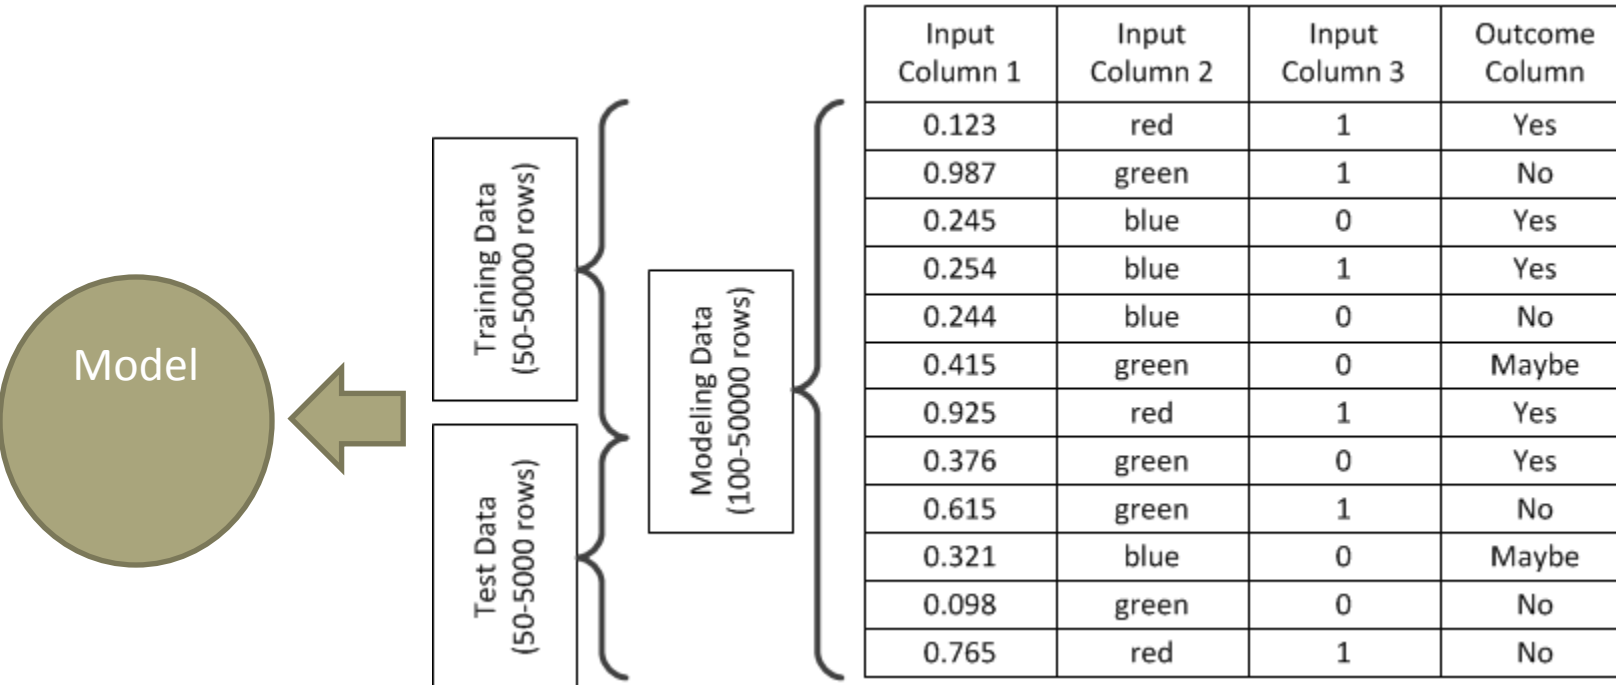 Model
Training Data
(50-50000 rows)
Test Data
(50-5000 rows)
Modeling Data
(100-50000 rows)
Input Column 1 Input Column 2 Input Column 3 Outcome Column
0.123 red 1 Yes
0.987 green 1 No
0.245 blue 0 Yes
0.254 blue 1 Yes
0.244 blue 0 No
0.415 green 0 Maybe
0.925 red 1 Yes
0.376 green 0 Yes
0.615 green 1 No
0.321 blue 0 Maybe
0.098 green 0 No
0.765 red 1 No